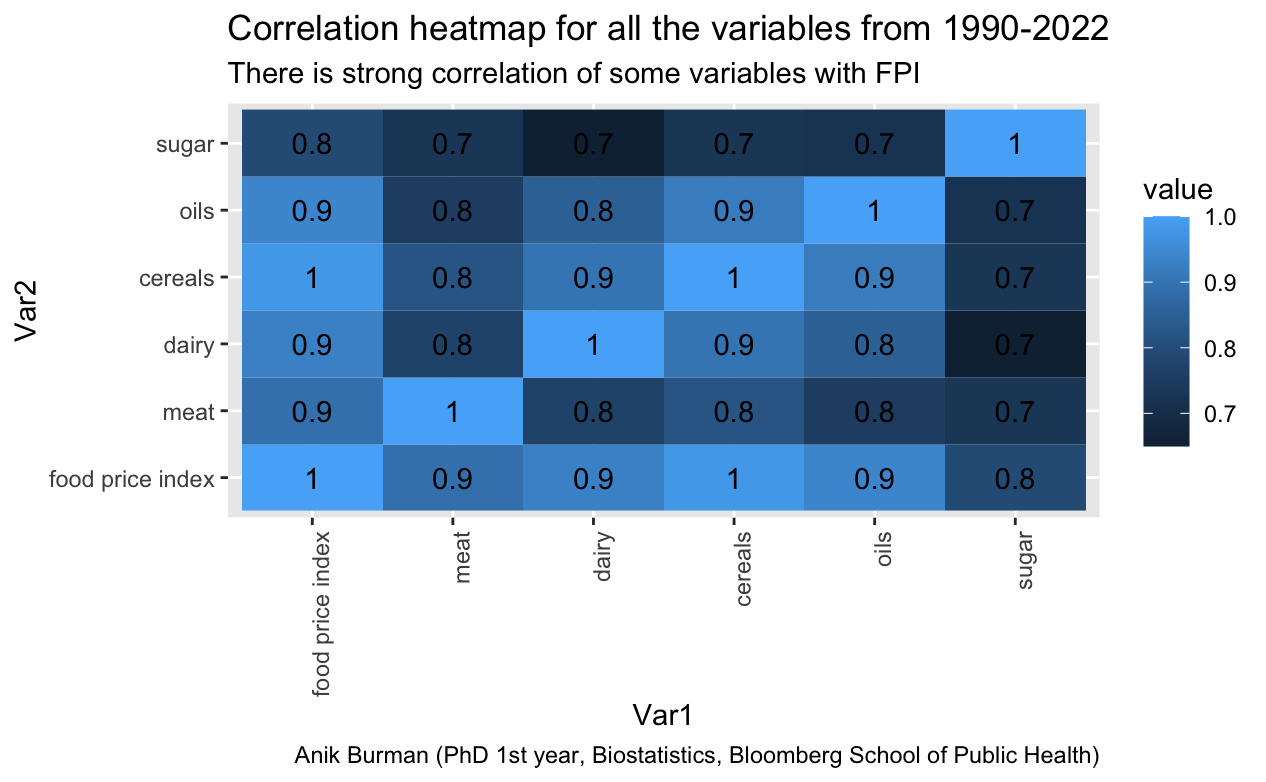 Correlation heatmap for all the variables from 1990-2022
There is strong correlation of some variables with FPI
Var2
sugar 0.8 0.7 0.7 0.7 0.7 1
oils 0.9 0.8 0.8 0.9 1 0.7
cereals 1 0.8 0.9 1 0.9 0.7
dairy 0.9 0.8 1 0.9 0.8 0.7
meat 0.9 1 0.8 0.8 0.8 0.7
food price index 1 0.9 0.9 1 0.9 0.8
food price index meat dairy cereals oils sugar
Var1
value
1.0
0.9
0.8
0.7
Anik Burman (PhD 1st year, Biostatistics, Bloomberg School of Public Health)